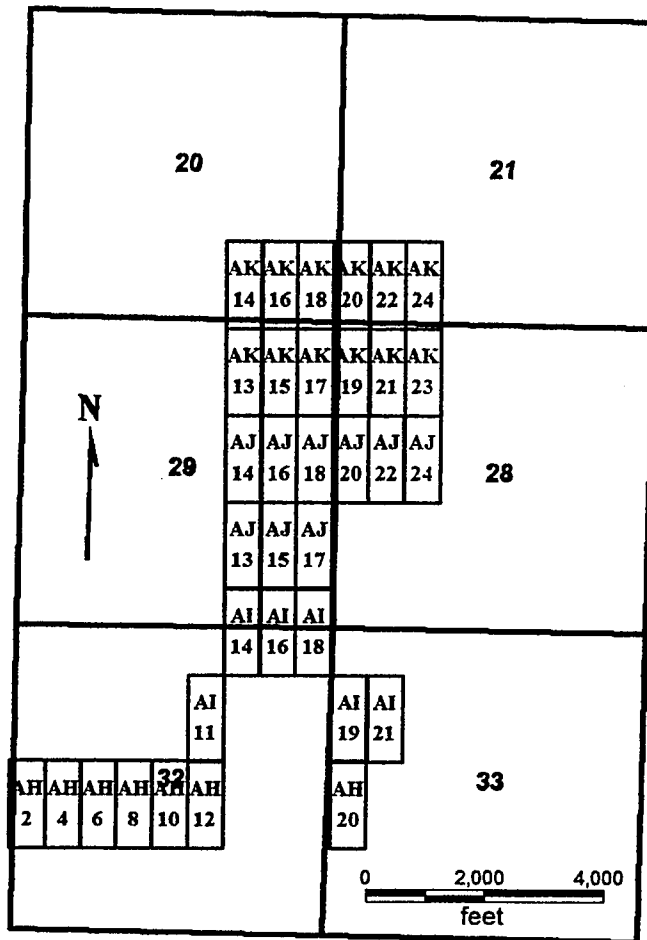 20
21
AK AK AK AK AK AK
14 16 18 20 22 24
AK AK AK AK AK AK
13 15 17 19 21 23
N
AJ AJ AJ AJ AJ AJ
29
14 16 18 20 22 24
28
AJ AJ AJ
13 15 17
AI AI AI
14 16 18
AI AI AI
11 19 21
32
33
AH AH AH AH AH AH AH
2 4 6 8 10 12 20
0 2,000 4,000
feet